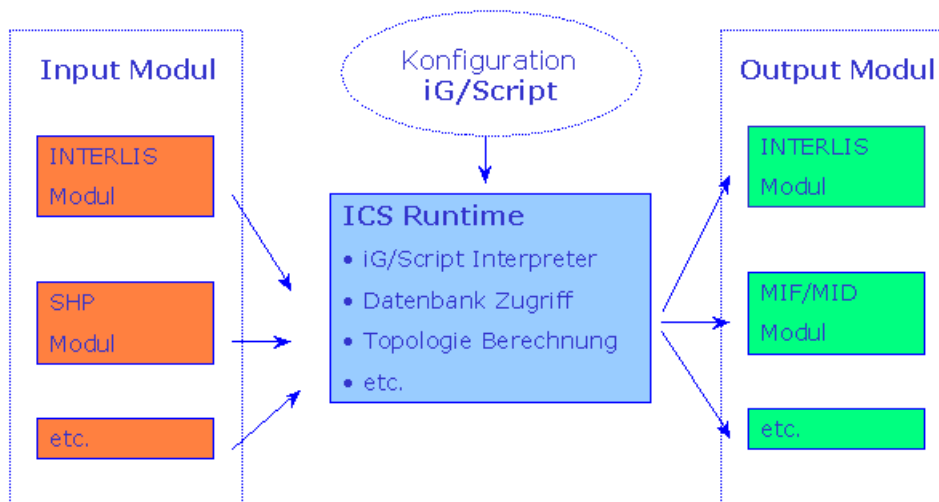 Input Modul
INTERLIS
Modul
SHP
Modul
etc.
Konfiguration
iG/Script
ICS Runtime
• iG/Script Interpreter
• Datenbank Zugriff
• Topologie Berechnung
• etc.
Output Modul
INTERLIS
Modul
MIF/MID
Modul
etc.